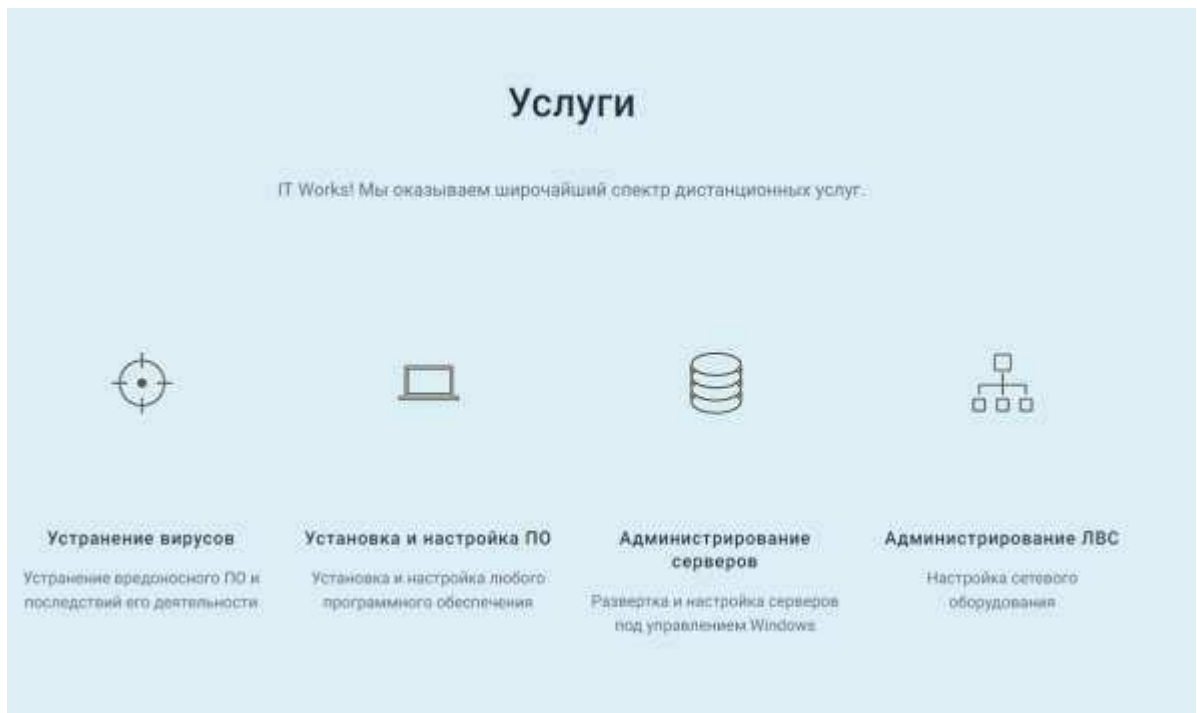 Услуги
IT Works! Мы оказываем широчайший спектр дистанционных услуг.
Устранение вирусов
Устранение вредоносного ПО и
последствий его деятельности
Установка и настройка ПО
Установка и настройка любого
программного обеспечения
Администрирование
серверов
Развертка и настройка серверов
под управлением Windows
Администрирование ЛВС
Настройка сетевого
оборудования